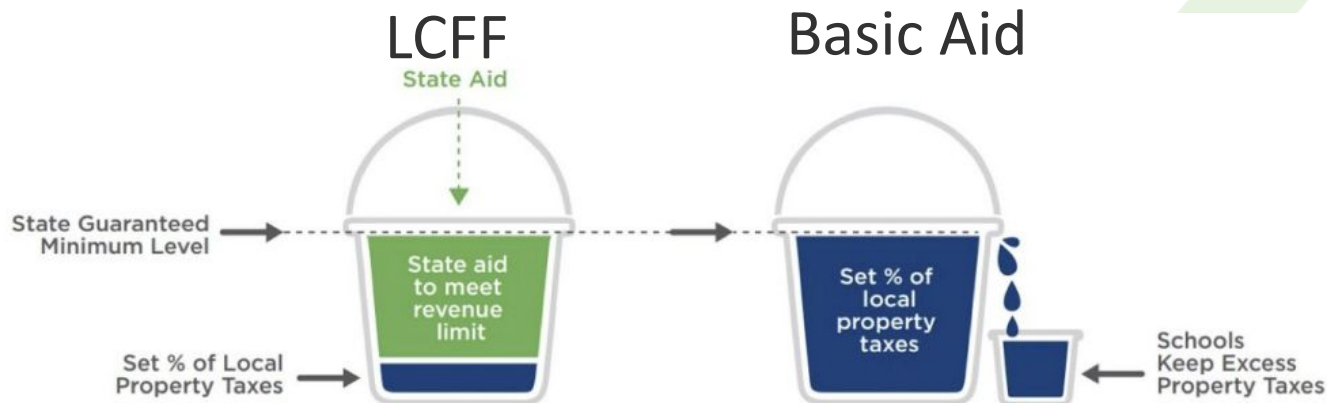 LCFF
Basic Aid
State Aid
State Guaranteed
Minimum Level
State aid
to meet
revenue
limit
Set % of
local
property
taxes
Set % of Local
Property Taxes
Schools
Keep Excess
Property Taxes